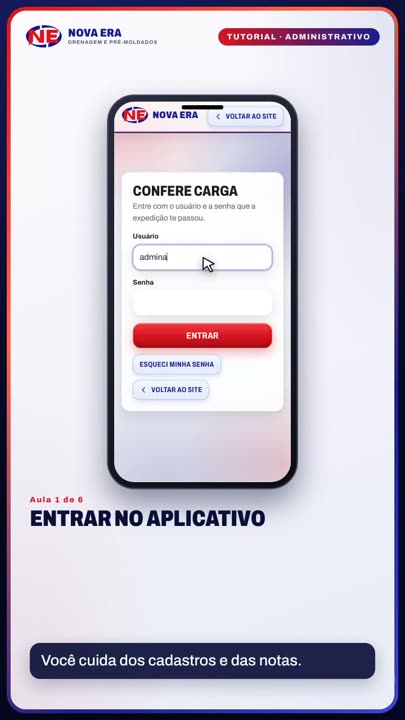 NE NOVA ERA
DRENAGEM E PRÉ-MOLDADOS
TUTORIAL · ADMINISTRATIVO
NE NOVA ERA
VOLTAR AO SITE
CONFERE CARGA
Entre com o usuário e a senha que a
expedição te passou.
Usuário
admina
Senha
ENTRAR
ESQUECI MINHA SENHA
VOLTAR AO SITE
Aula 1 de 6
ENTRAR NO APLICATIVO
Você cuida dos cadastros e das notas.